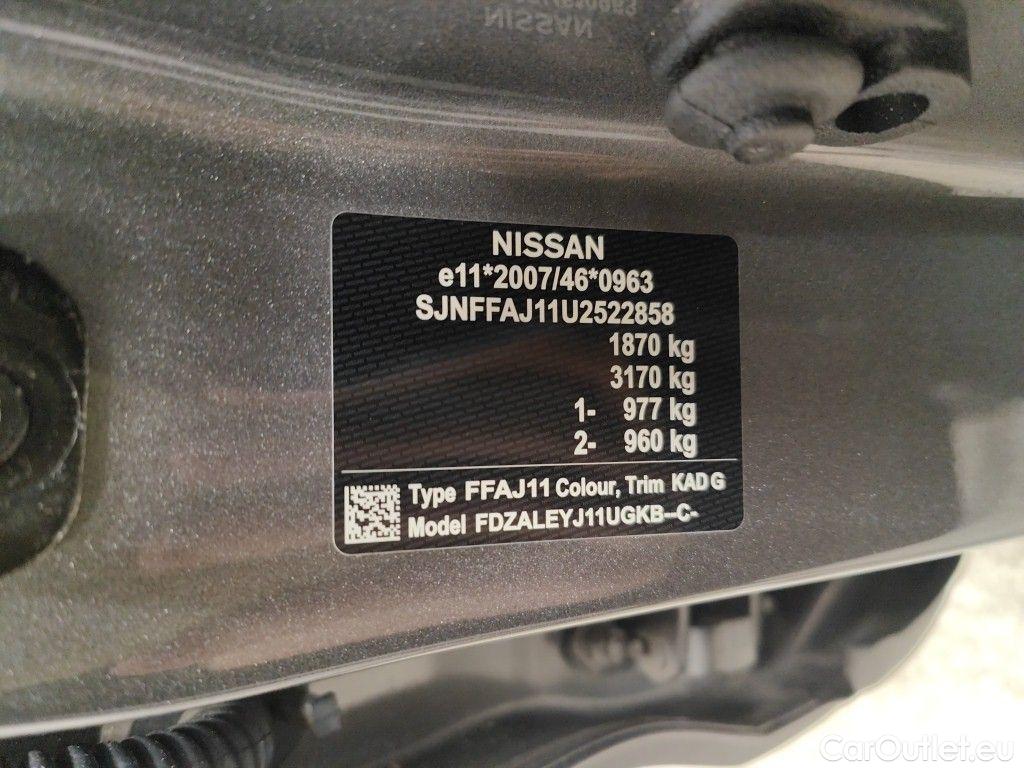 NISSAN
NISSAN
e11*2007/46*0963
SJNFFAJ11U2522858
1870 kg
3170 kg
1- 977 kg
2- 960 kg
Type FFAJ11 Colour, Trim KAD G
Model FDZALEYJ11UGKB--C-
CarOutlet.eu